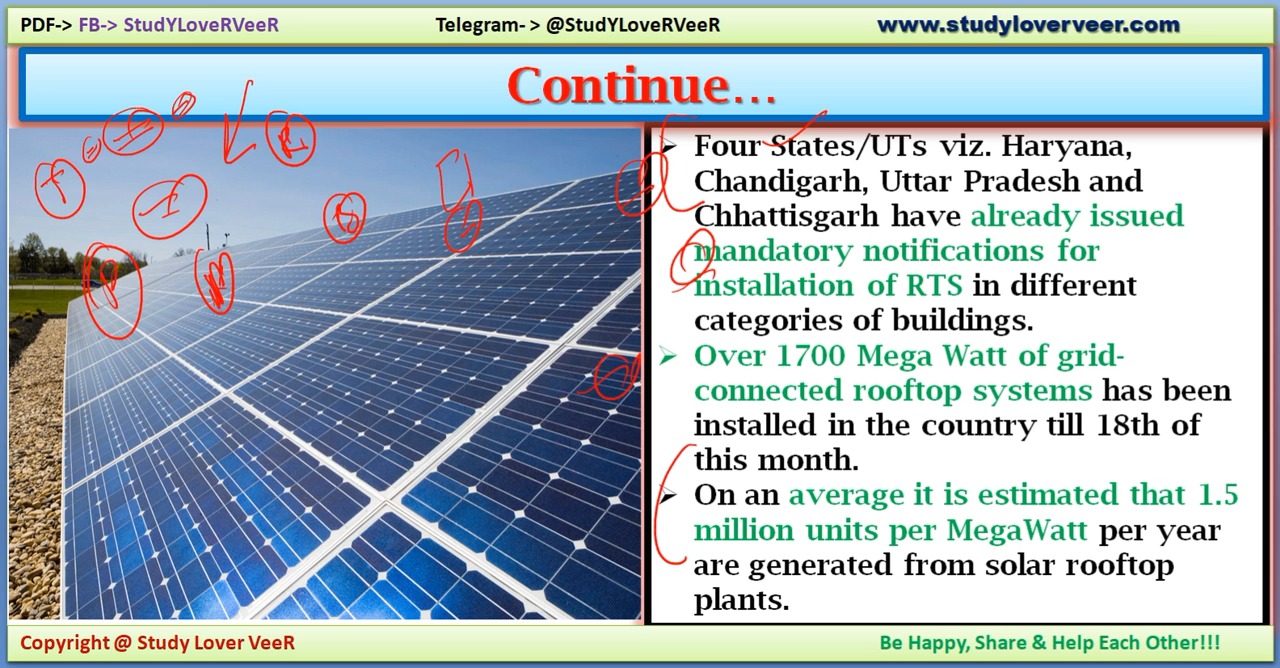 PDF-> FB-> StudYLoveRVeeR
Telegram- > @StudYLoveRVeeR
www.studyloverveer.com
Continue...
➢ Four States/UTs viz. Haryana,
Chandigarh, Uttar Pradesh and
Chhattisgarh have already issued
mandatory notifications for
installation of RTS in different
categories of buildings.
➢ Over 1700 Mega Watt of grid-
connected rooftop systems has been
installed in the country till 18th of
this month.
➢ On an average it is estimated that 1.5
million units per MegaWatt per year
are generated from solar rooftop
plants.
Copyright @ Study Lover VeeR
Be Happy, Share & Help Each Other!!!